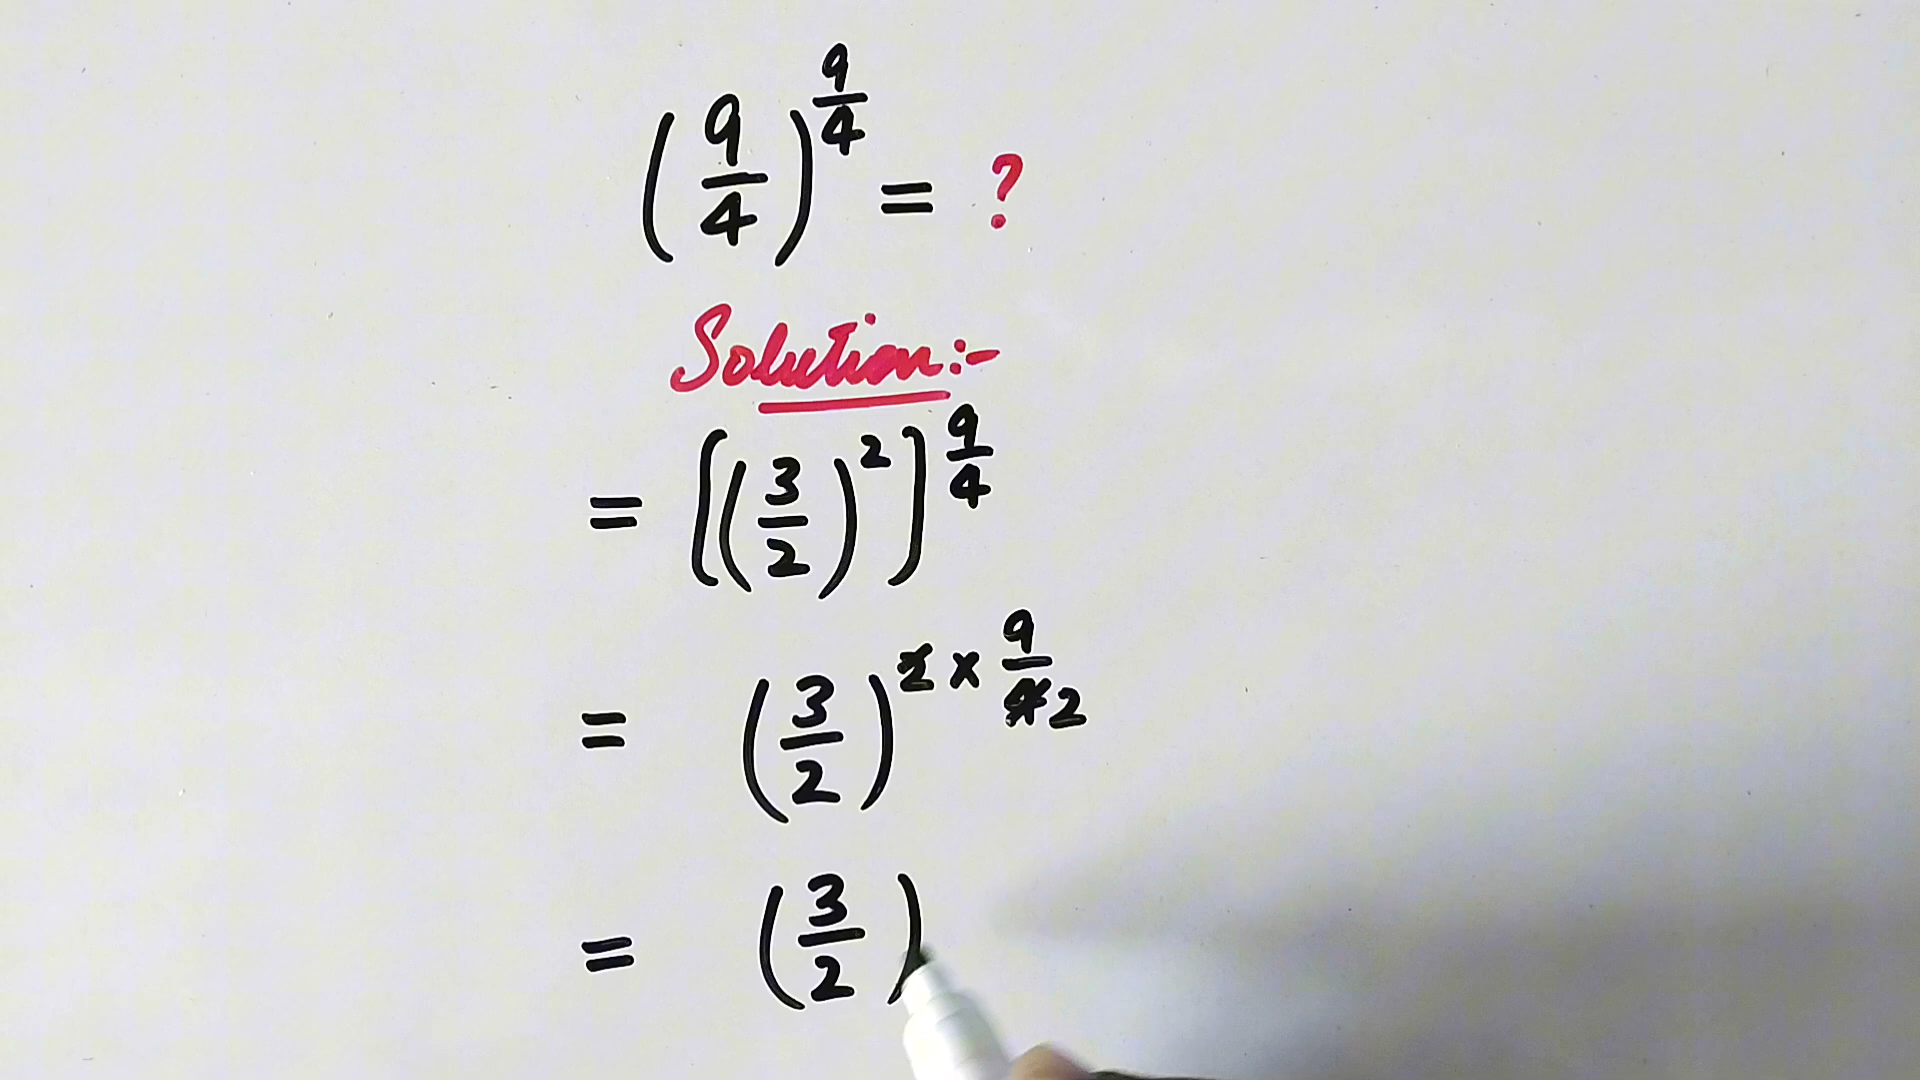 (9/4)^(9/4) = ?
Solution:-
= [(3/2)^2]^(9/4)
= (3/2)^(2 x 9/4 2)
= (3/2)